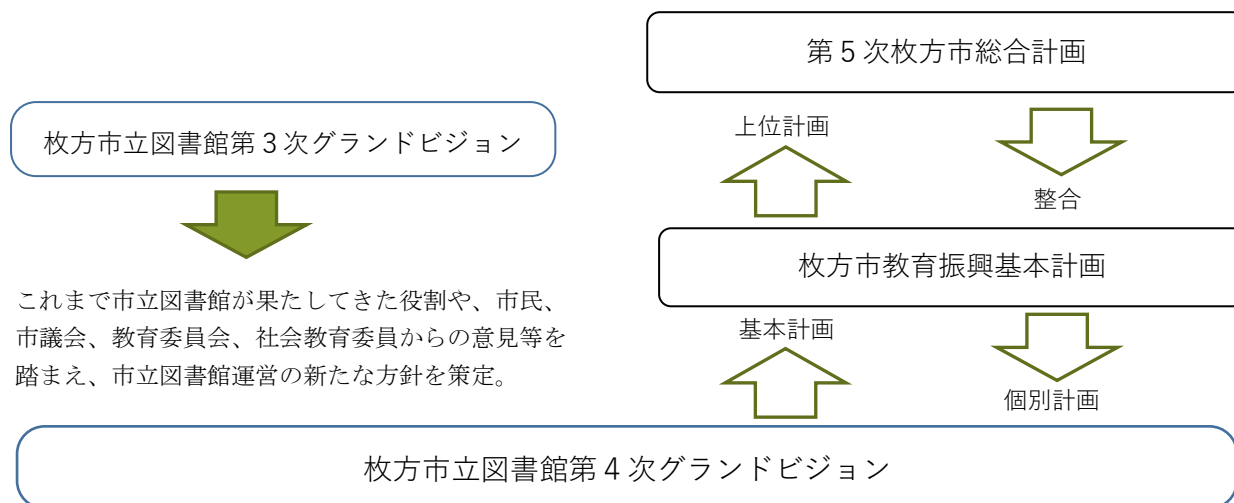 第5次枚方市総合計画
上位計画
整合
枚方市立図書館第3次グランドビジョン
枚方市教育振興基本計画
これまで市立図書館が果たしてきた役割や、市民、
市議会、教育委員会、社会教育委員からの意見等を
踏まえ、市立図書館運営の新たな方針を策定。
基本計画
個別計画
枚方市立図書館第4次グランドビジョン